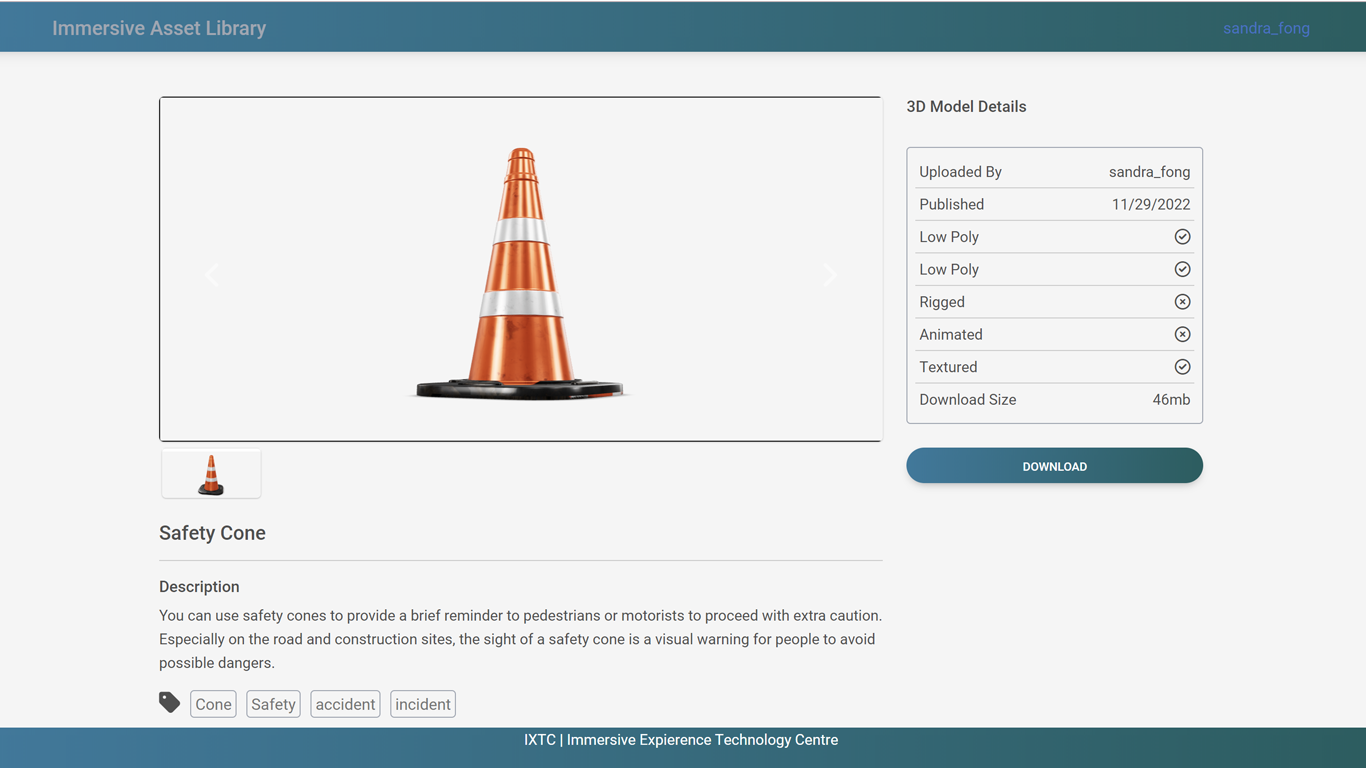 Immersive Asset Library
sandra_fong
3D Model Details
Uploaded By sandra_fong
Published 11/29/2022
Low Poly
Low Poly
Rigged
Animated
Textured
Download Size 46mb
DOWNLOAD
Safety Cone
Description
You can use safety cones to provide a brief reminder to pedestrians or motorists to proceed with extra caution.
Especially on the road and construction sites, the sight of a safety cone is a visual warning for people to avoid
possible dangers.
Cone Safety accident incident
IXTC | Immersive Expierence Technology Centre